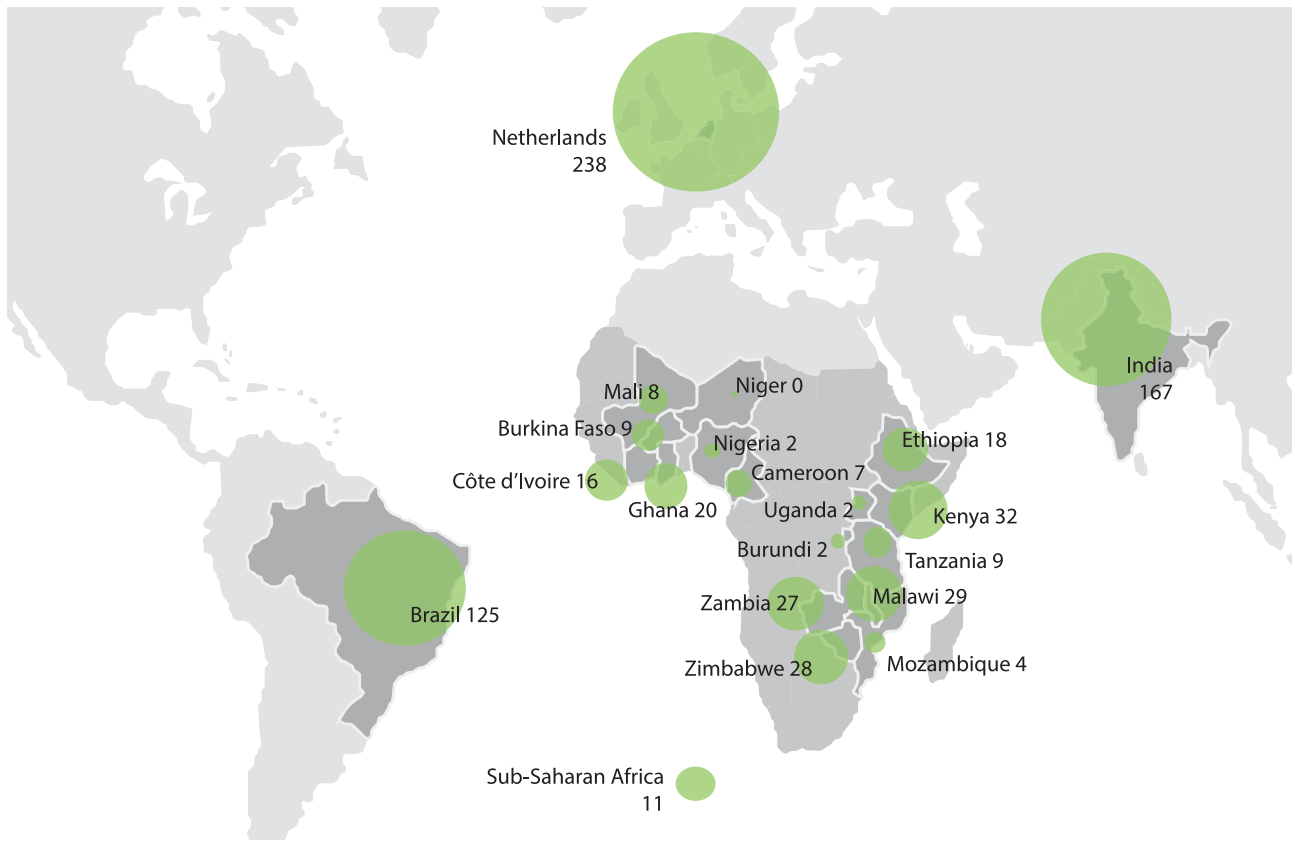 Netherlands
238
India
167
Mali 8
Niger 0
Burkina Faso 9
Nigeria 2
Ethiopia 18
Côte d’Ivoire 16
Cameroon 7
Ghana 20
Uganda 2
Kenya 32
Burundi 2
Tanzania 9
Zambia 27
Malawi 29
Brazil 125
Zimbabwe 28
Mozambique 4
Sub-Saharan Africa
11